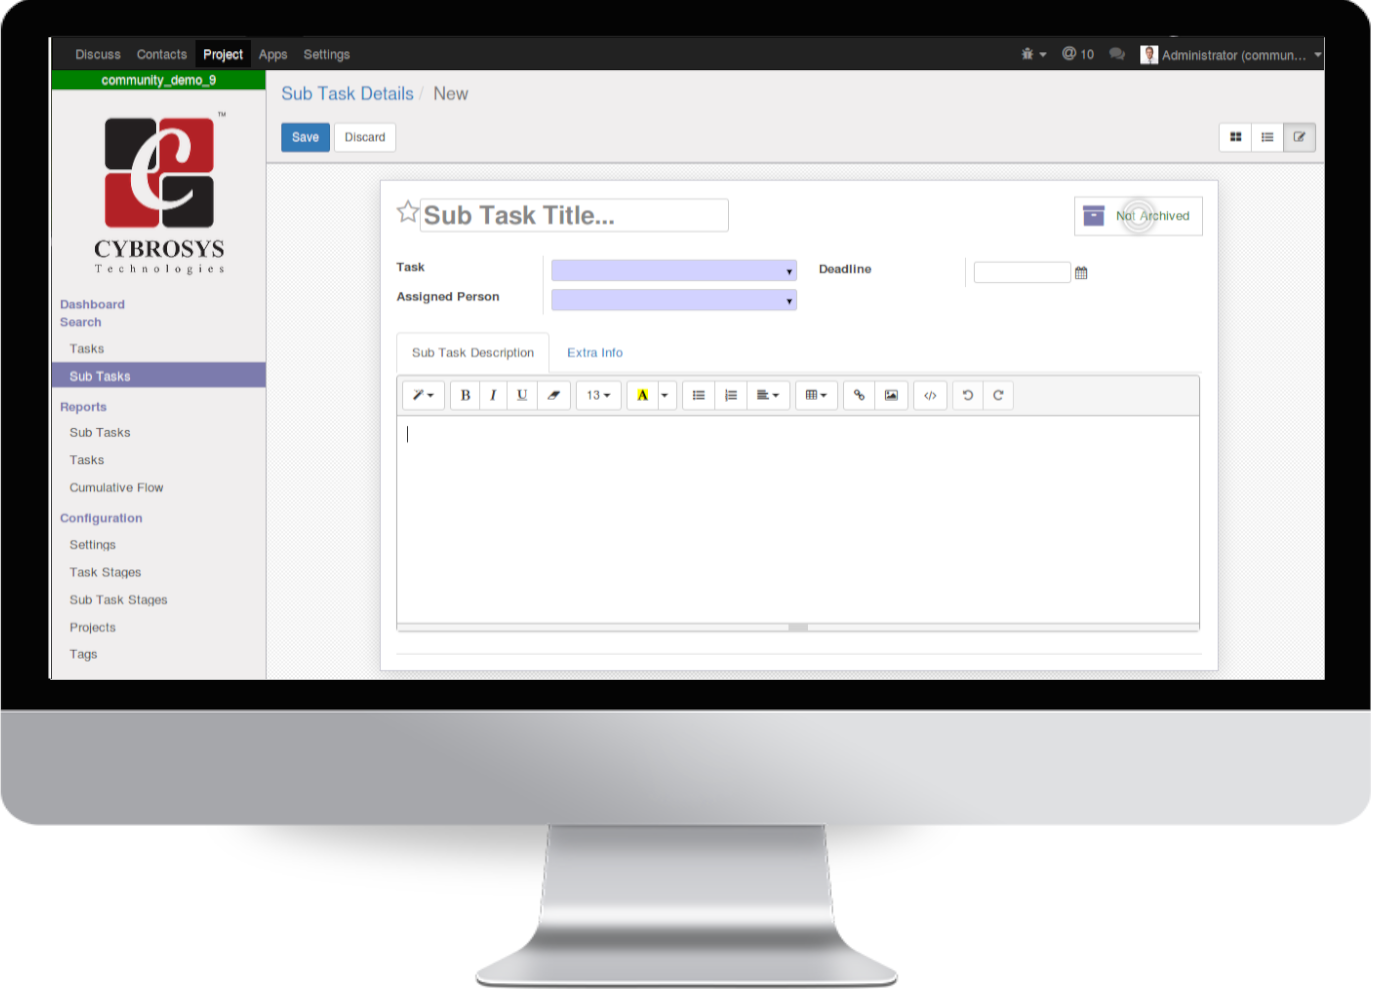 Discuss Contacts Project Apps Settings @ 10 Administrator (commun...
community_demo_9
TM
C
CYBROSYS
Technologies
Dashboard
Search
Tasks
Sub Tasks
Reports
Sub Tasks
Tasks
Cumulative Flow
Configuration
Settings
Task Stages
Sub Task Stages
Projects
Tags
Sub Task Details / New
Save Discard
Sub Task Title...
Not Archived
Task
Deadline
Assigned Person
Sub Task Description Extra Info
B I U 13 A </>